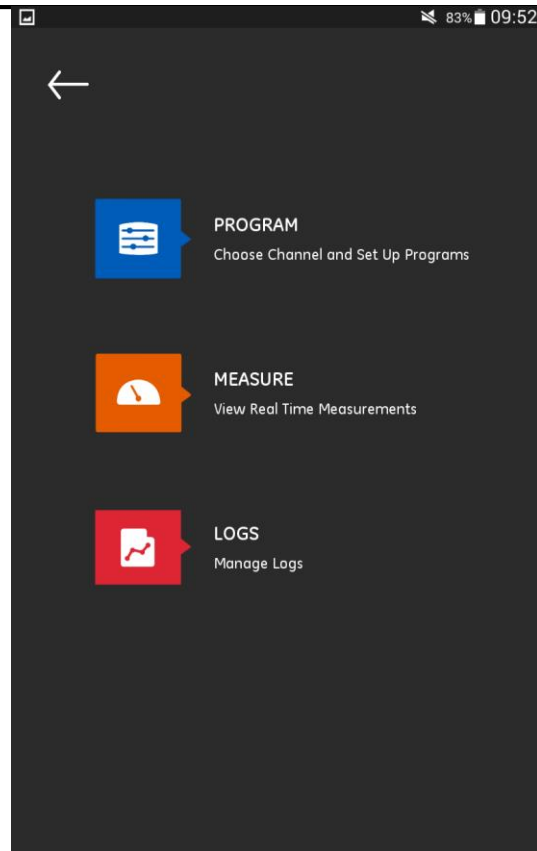 83% 09:52
PROGRAM
Choose Channel and Set Up Programs
MEASURE
View Real Time Measurements
LOGS
Manage Logs